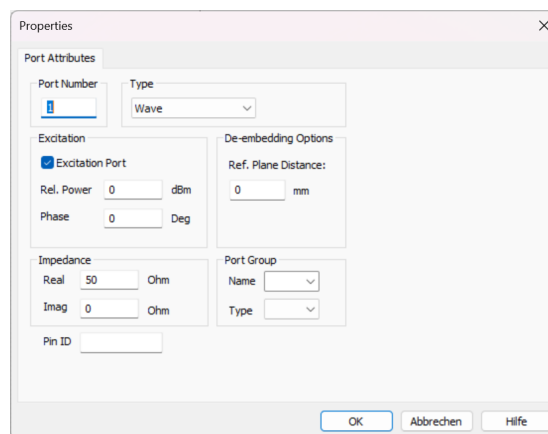 Properties
Port Attributes
Port Number
1
Type
Wave
Excitation
Excitation Port
Rel. Power 0 dBm
Phase 0 Deg
De-embedding Options
Ref. Plane Distance:
0 mm
Impedance
Real 50 Ohm
Imag 0 Ohm
Port Group
Name
Type
Pin ID
OK Abbrechen Hilfe